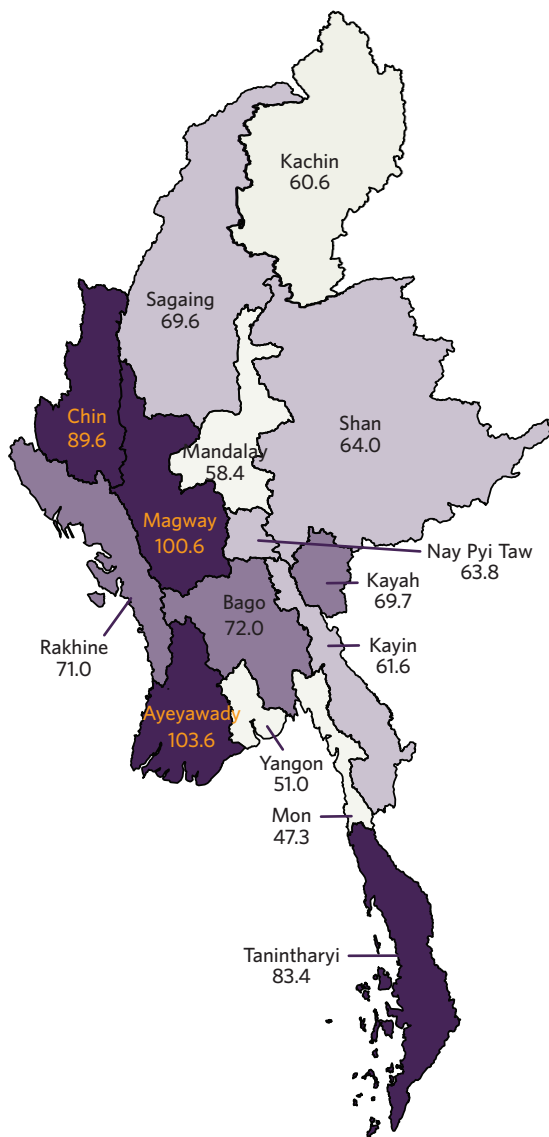 Kachin
60.6
Sagaing
69.6
Chin
89.6
Shan
64.0
Mandalay
58.4
Magway
100.6
Nay Pyi Taw
63.8
Kayah
69.7
Bago
72.0
Rakhine
71.0
Kayin
61.6
Ayeyawady
103.6
Yangon
51.0
Mon
47.3
Tanintharyi
83.4